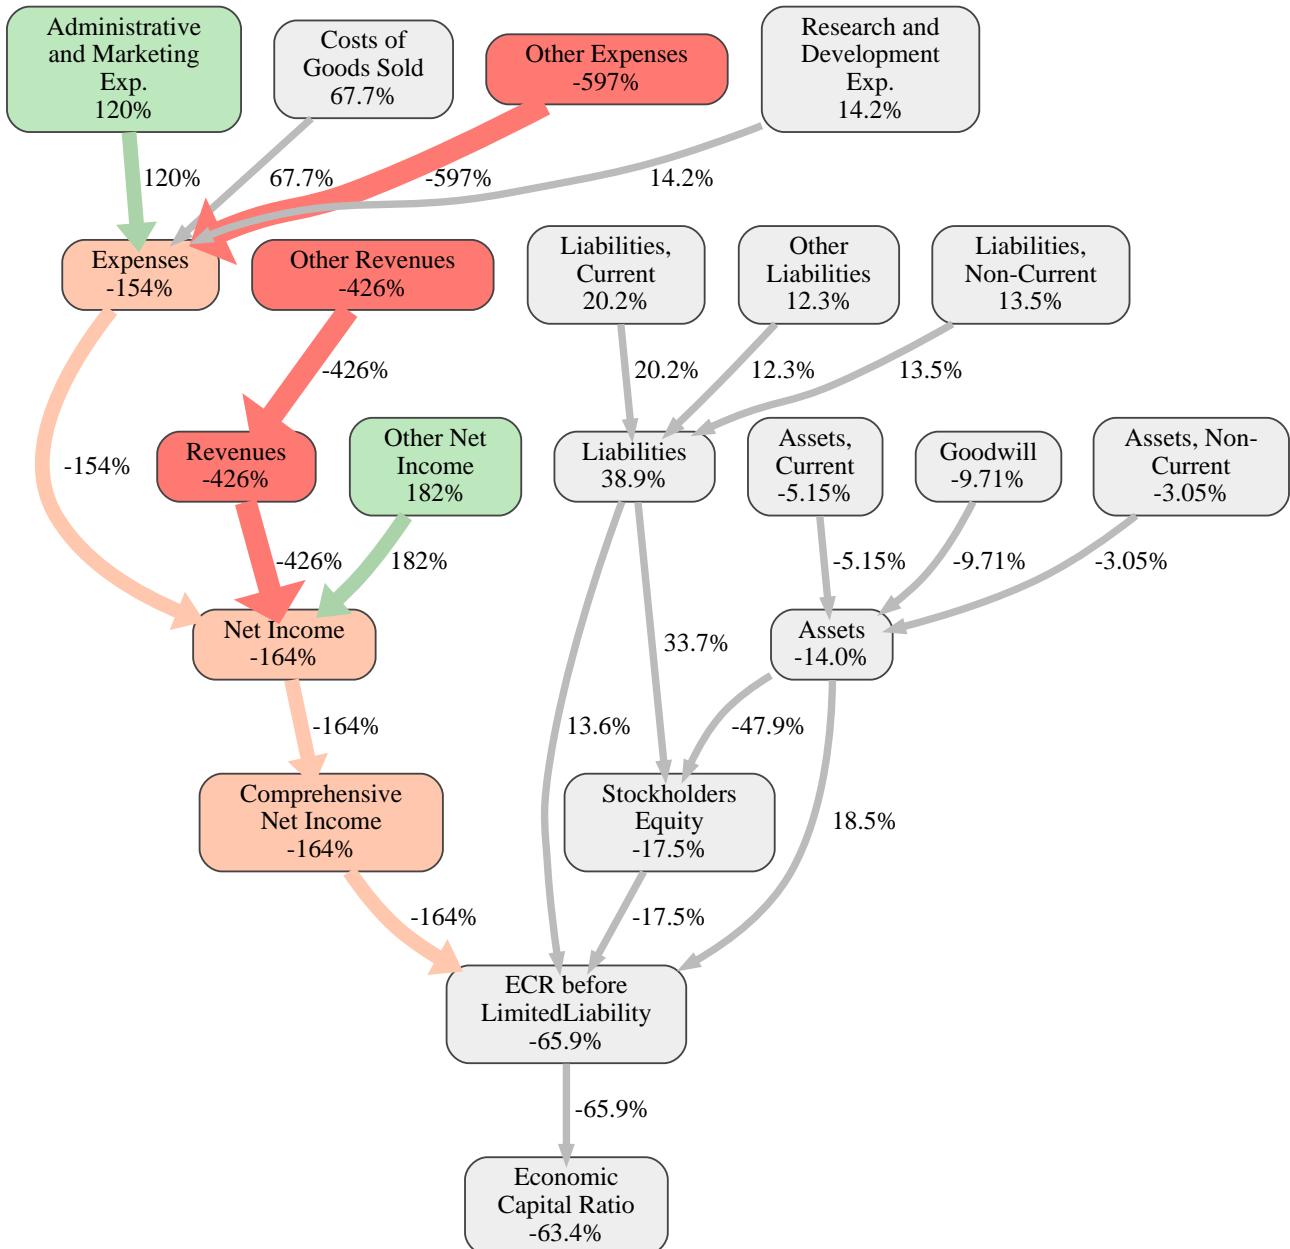 Administrative
and Marketing
Exp.
120%
Costs of
Goods Sold
67.7%
Other Expenses
-597%
Research and
Development
Exp.
14.2%
120%
67.7%
-597%
14.2%
Expenses
-154%
Other Revenues
-426%
Liabilities,
Current
20.2%
Other
Liabilities
12.3%
Liabilities,
Non-Current
13.5%
-426%
20.2%
12.3%
13.5%
-154%
Revenues
-426%
Other Net
Income
182%
Liabilities
38.9%
Assets,
Current
-5.15%
Goodwill
-9.71%
Assets, Non-
Current
-3.05%
-426%
182%
-5.15%
-9.71%
-3.05%
Net Income
-164%
33.7%
Assets
-14.0%
-164%
13.6%
-47.9%
Comprehensive
Net Income
-164%
Stockholders
Equity
-17.5%
18.5%
-164%
-17.5%
ECR before
LimitedLiability
-65.9%
-65.9%
Economic
Capital Ratio
-63.4%